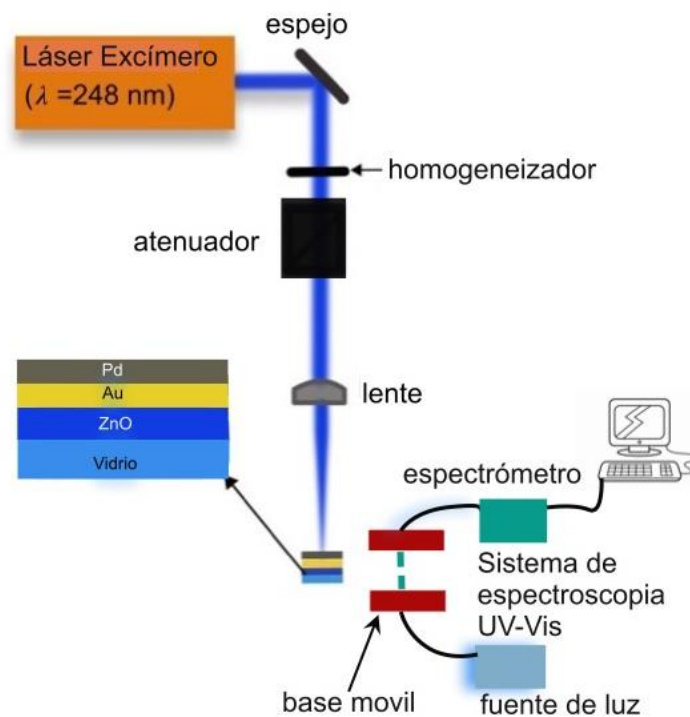 espejo
Láser Excímero
(λ =248 nm)
homogeneizador
atenuador
Pd
Au
ZnO
Vidrio
lente
espectrómetro
Sistema de
espectroscopia
UV-Vis
base movil
fuente de luz